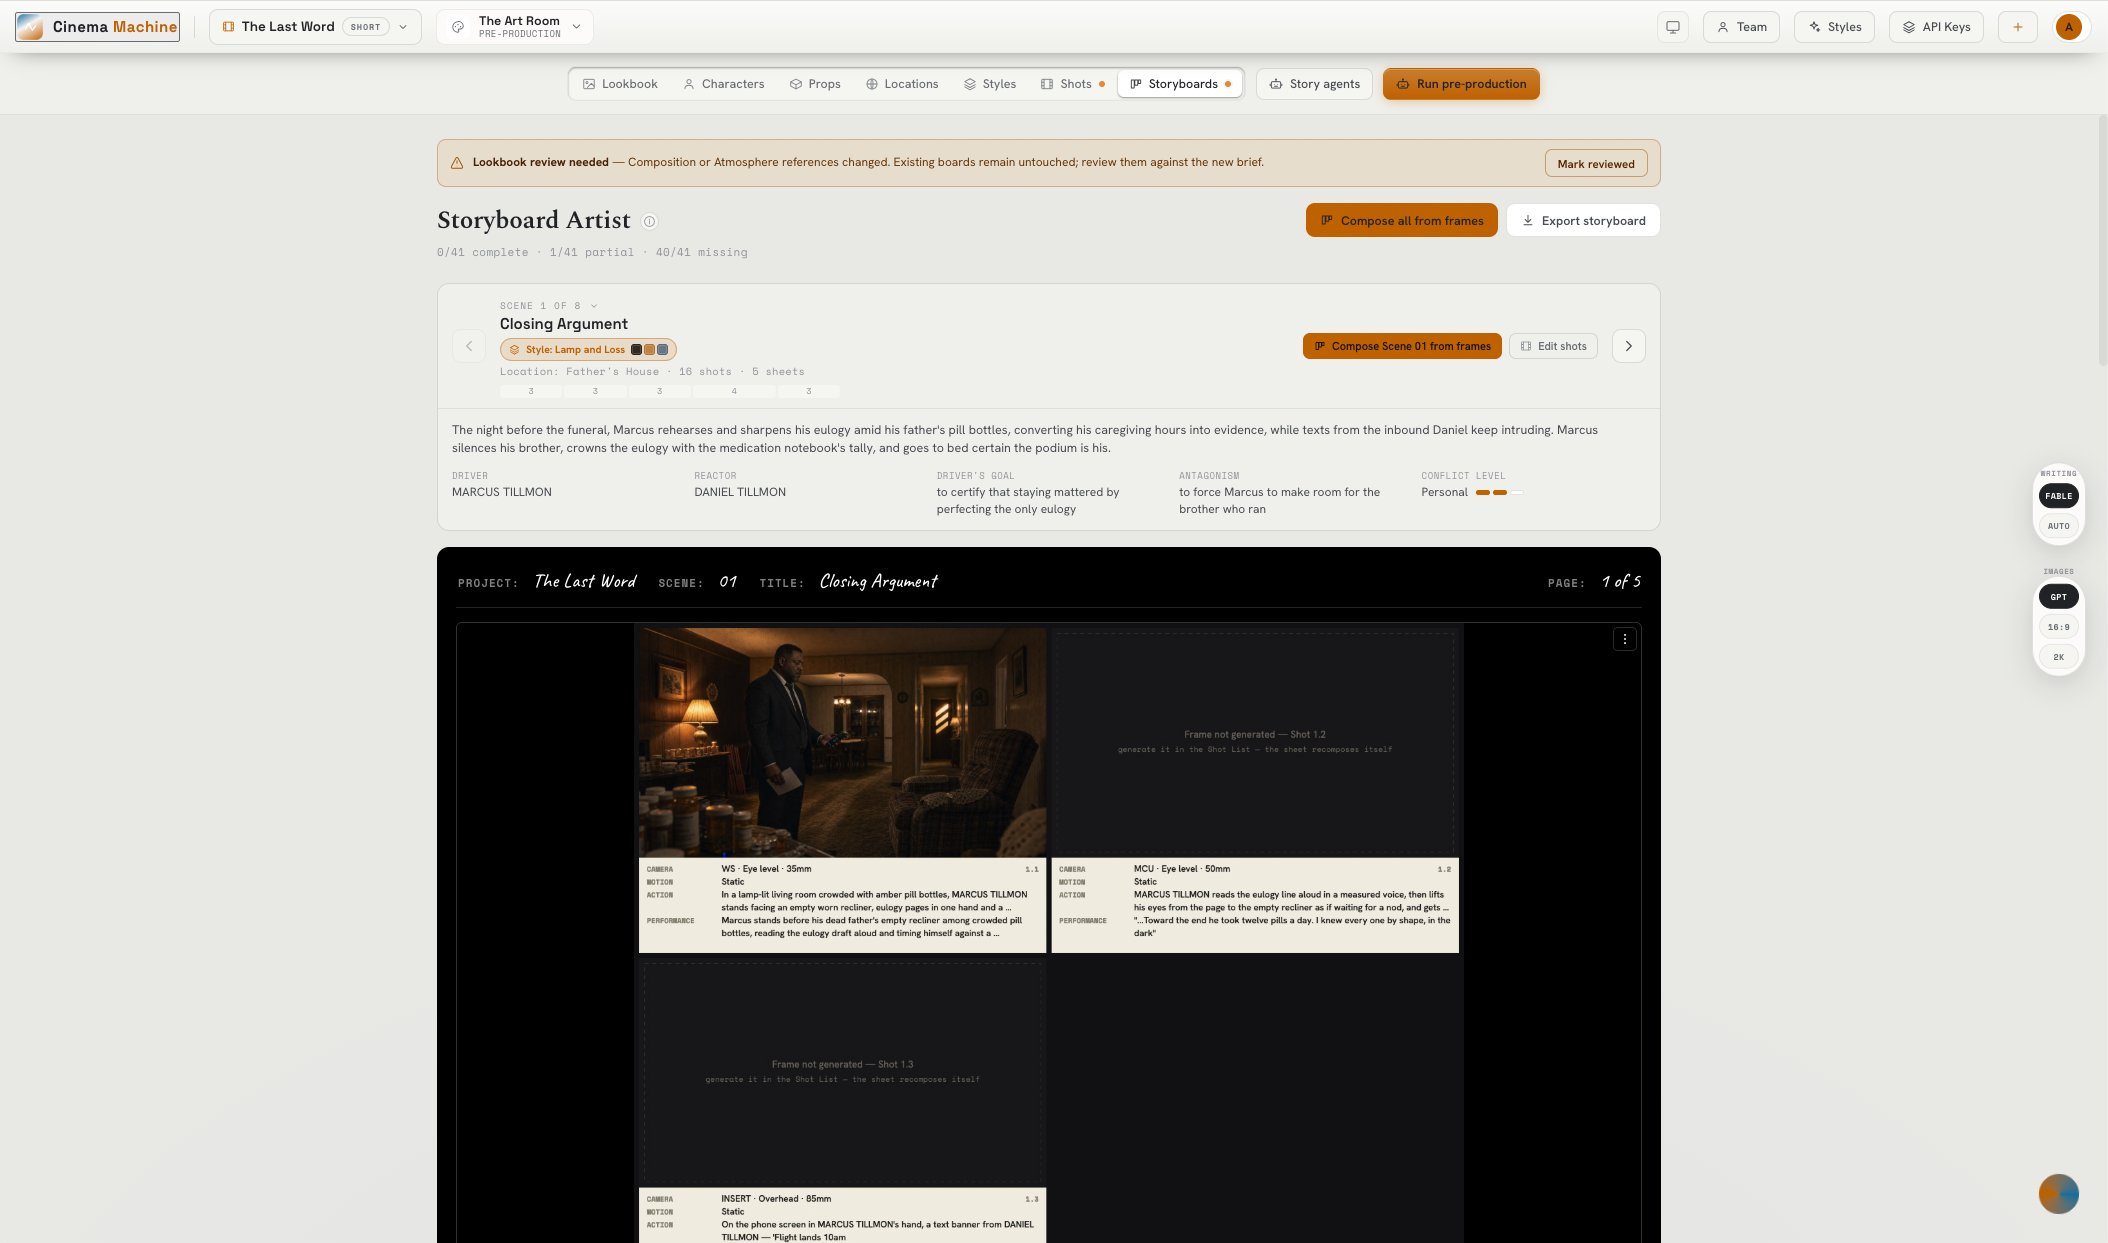 Cinema Machine
The Last Word SHORT
The Art Room
PRE-PRODUCTION
Team
Styles
API Keys
A
Lookbook
Characters
Props
Locations
Styles
Shots
Storyboards
Story agents
Run pre-production
Lookbook review needed — Composition or Atmosphere references changed. Existing boards remain untouched; review them against the new brief.
Mark reviewed
Storyboard Artist
Compose all from frames
Export storyboard
0/41 complete · 1/41 partial · 40/41 missing
SCENE 1 OF 8
Closing Argument
Style: Lamp and Loss
Location: Father's House · 16 shots · 5 sheets
3 3 3 4 3
Compose Scene 01 from frames
Edit shots
The night before the funeral, Marcus rehearses and sharpens his eulogy amid his father's pill bottles, converting his caregiving hours into evidence, while texts from the inbound Daniel keep intruding. Marcus
silences his brother, crowns the eulogy with the medication notebook's tally, and goes to bed certain the podium is his.
DRIVER
MARCUS TILLMON
REACTOR
DANIEL TILLMON
DRIVER'S GOAL
to certify that staying mattered by
perfecting the only eulogy
ANTAGONISM
to force Marcus to make room for the
brother who ran
CONFLICT LEVEL
Personal
WRITING
FABLE
AUTO
IMAGES
GPT
16:9
2K
PROJECT: The Last Word SCENE: 01 TITLE: Closing Argument
PAGE: 1 of 5
CAMERA WS · Eye level · 35mm 1.1
MOTION Static
ACTION In a lamp-lit living room crowded with amber pill bottles, MARCUS TILLMON
stands facing an empty worn recliner, eulogy pages in one hand and a ...
PERFORMANCE Marcus stands before his dead father's empty recliner among crowded pill
bottles, reading the eulogy draft aloud and timing himself against a ...
Frame not generated — Shot 1.2
generate it in the Shot List — the sheet recomposes itself
CAMERA MCU · Eye level · 50mm 1.2
MOTION Static
ACTION MARCUS TILLMON reads the eulogy line aloud in a measured voice, then lifts
his eyes from the page to the empty recliner as if waiting for a nod, and gets ...
PERFORMANCE "...Toward the end he took twelve pills a day. I knew every one by shape, in the
dark"
Frame not generated — Shot 1.3
generate it in the Shot List — the sheet recomposes itself
CAMERA INSERT · Overhead · 85mm 1.3
MOTION Static
ACTION On the phone screen in MARCUS TILLMON's hand, a text banner from DANIEL
TILLMON — 'Flight lands 10am